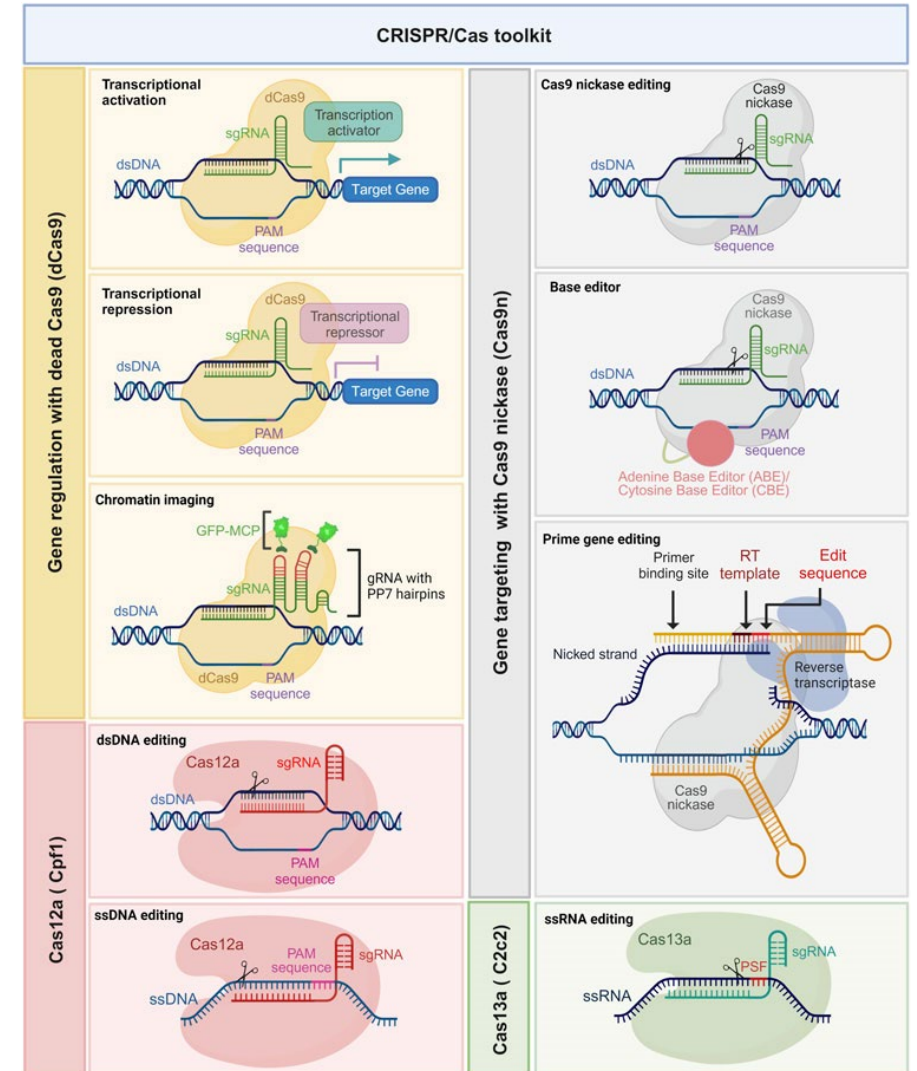 CRISPR/Cas toolkit
Gene regulation with dead Cas9 (dCas9)
Transcriptional
activation
dCas9
Transcription
activator
sgRNA
dsDNA
Target Gene
PAM
sequence
Transcriptional
repression
dCas9
Transcriptional
repressor
sgRNA
dsDNA
Target Gene
PAM
sequence
Chromatin imaging
GFP-MCP
sgRNA
gRNA with
PP7 hairpins
dsDNA
dCas9
PAM
sequence
Cas12a ( Cpf1)
dsDNA editing
Cas12a
sgRNA
dsDNA
PAM
sequence
ssDNA editing
Cas12a
PAM
sequence
sgRNA
ssDNA
Gene targeting with Cas9 nickase (Cas9n)
Cas9 nickase editing
Cas9
nickase
sgRNA
dsDNA
PAM
sequence
Base editor
Cas9
nickase
sgRNA
dsDNA
PAM
sequence
Adenine Base Editor (ABE)/
Cytosine Base Editor (CBE)
Prime gene editing
Primer
binding site
RT
template
Edit
sequence
Nicked strand
Reverse
transcriptase
Cas9
nickase
Cas13a ( C2c2)
ssRNA editing
Cas13a
sgRNA
PSF
ssRNA